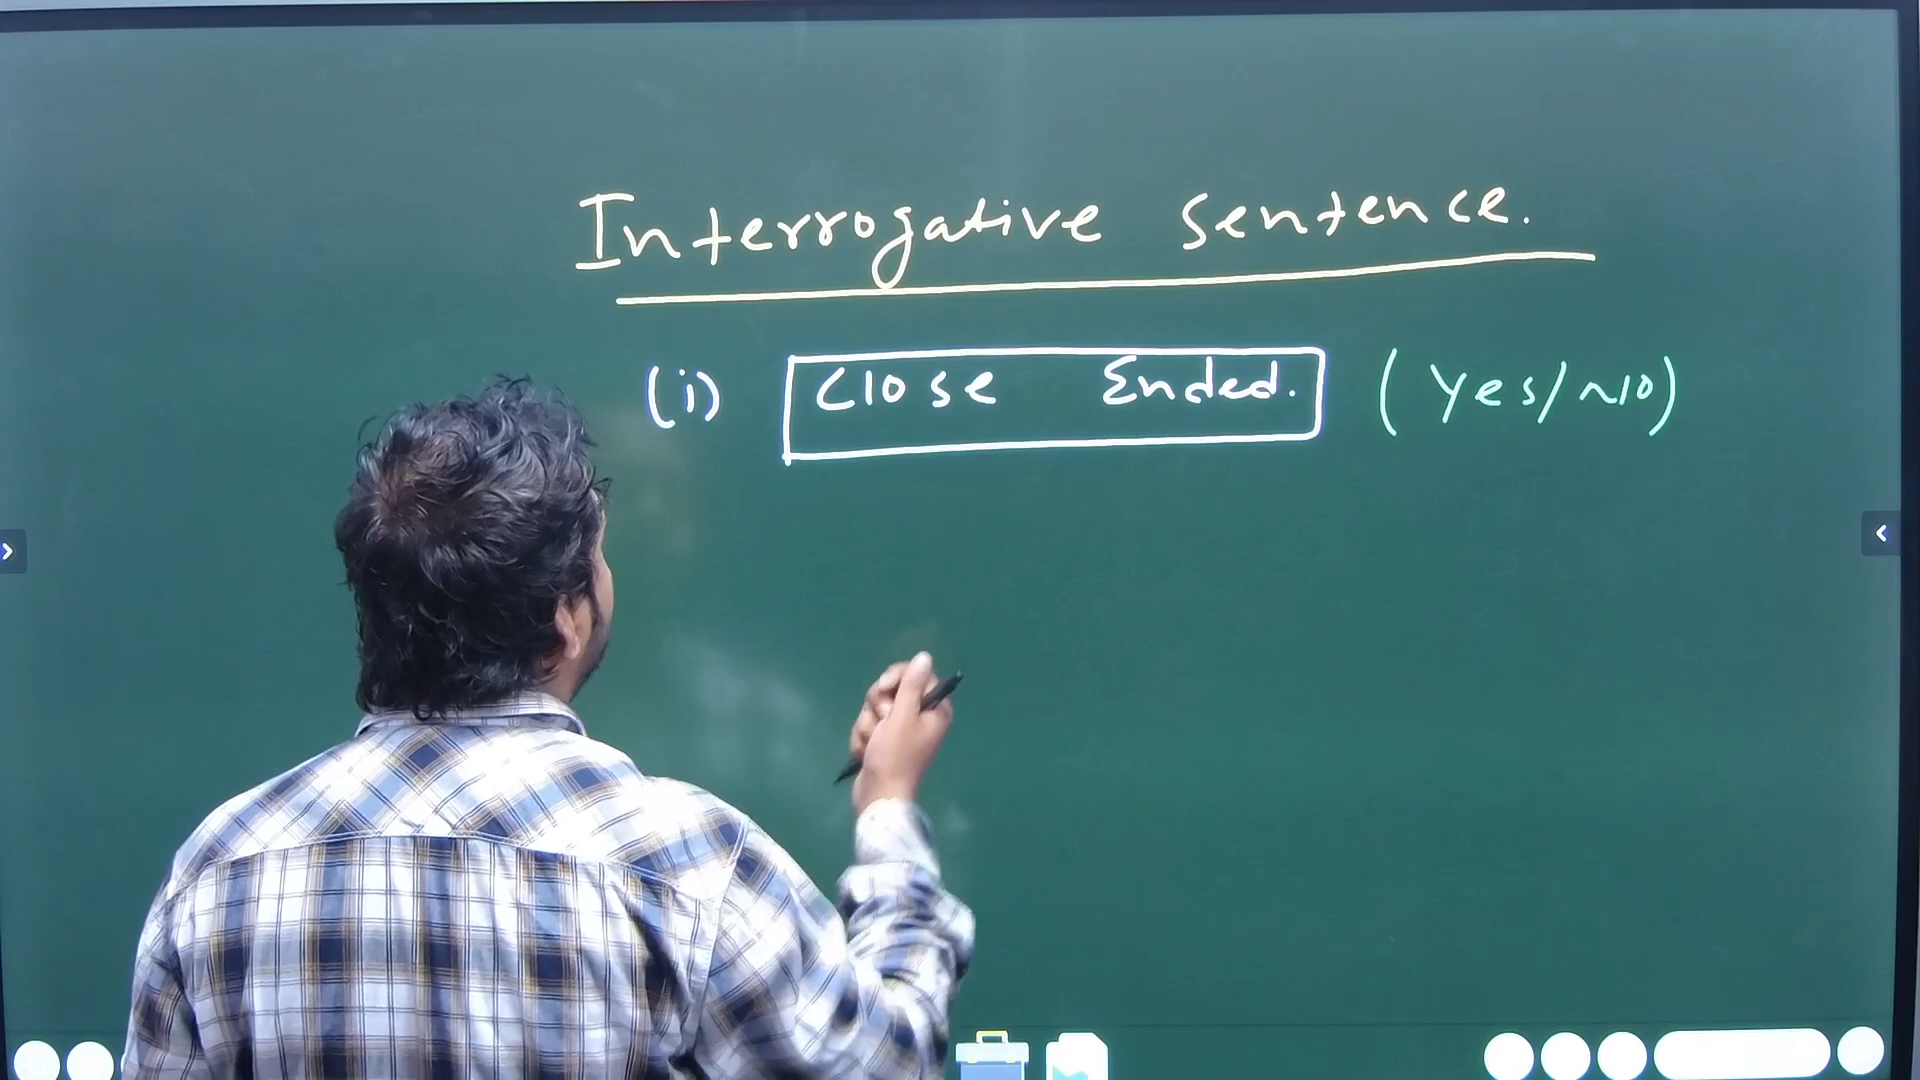 Interrogative Sentence.
(i) Close Ended. (Yes/No)